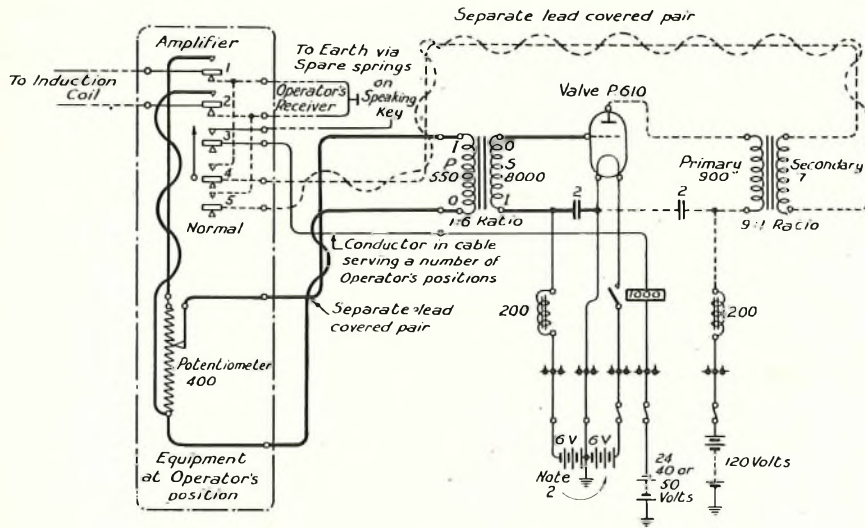 Separate lead covered pair
Amplifier
To Earth via
Spare springs
on
Speaking
Key
To Induction
Coil
Operator's
Receiver
1
2
3
4
5
Normal
Valve P.610
I
P
550
O
O
S
8000
I
1:6 Ratio
2
2
Primary
900
Secondary
7
9:1 Ratio
Conductor in cable
serving a number of
Operator's positions
Separate lead
covered pair
Potentiometer
400
200
1000
200
6V
6V
Note
2
24
40 or
50
Volts
120 Volts
Equipment
at Operator's
position